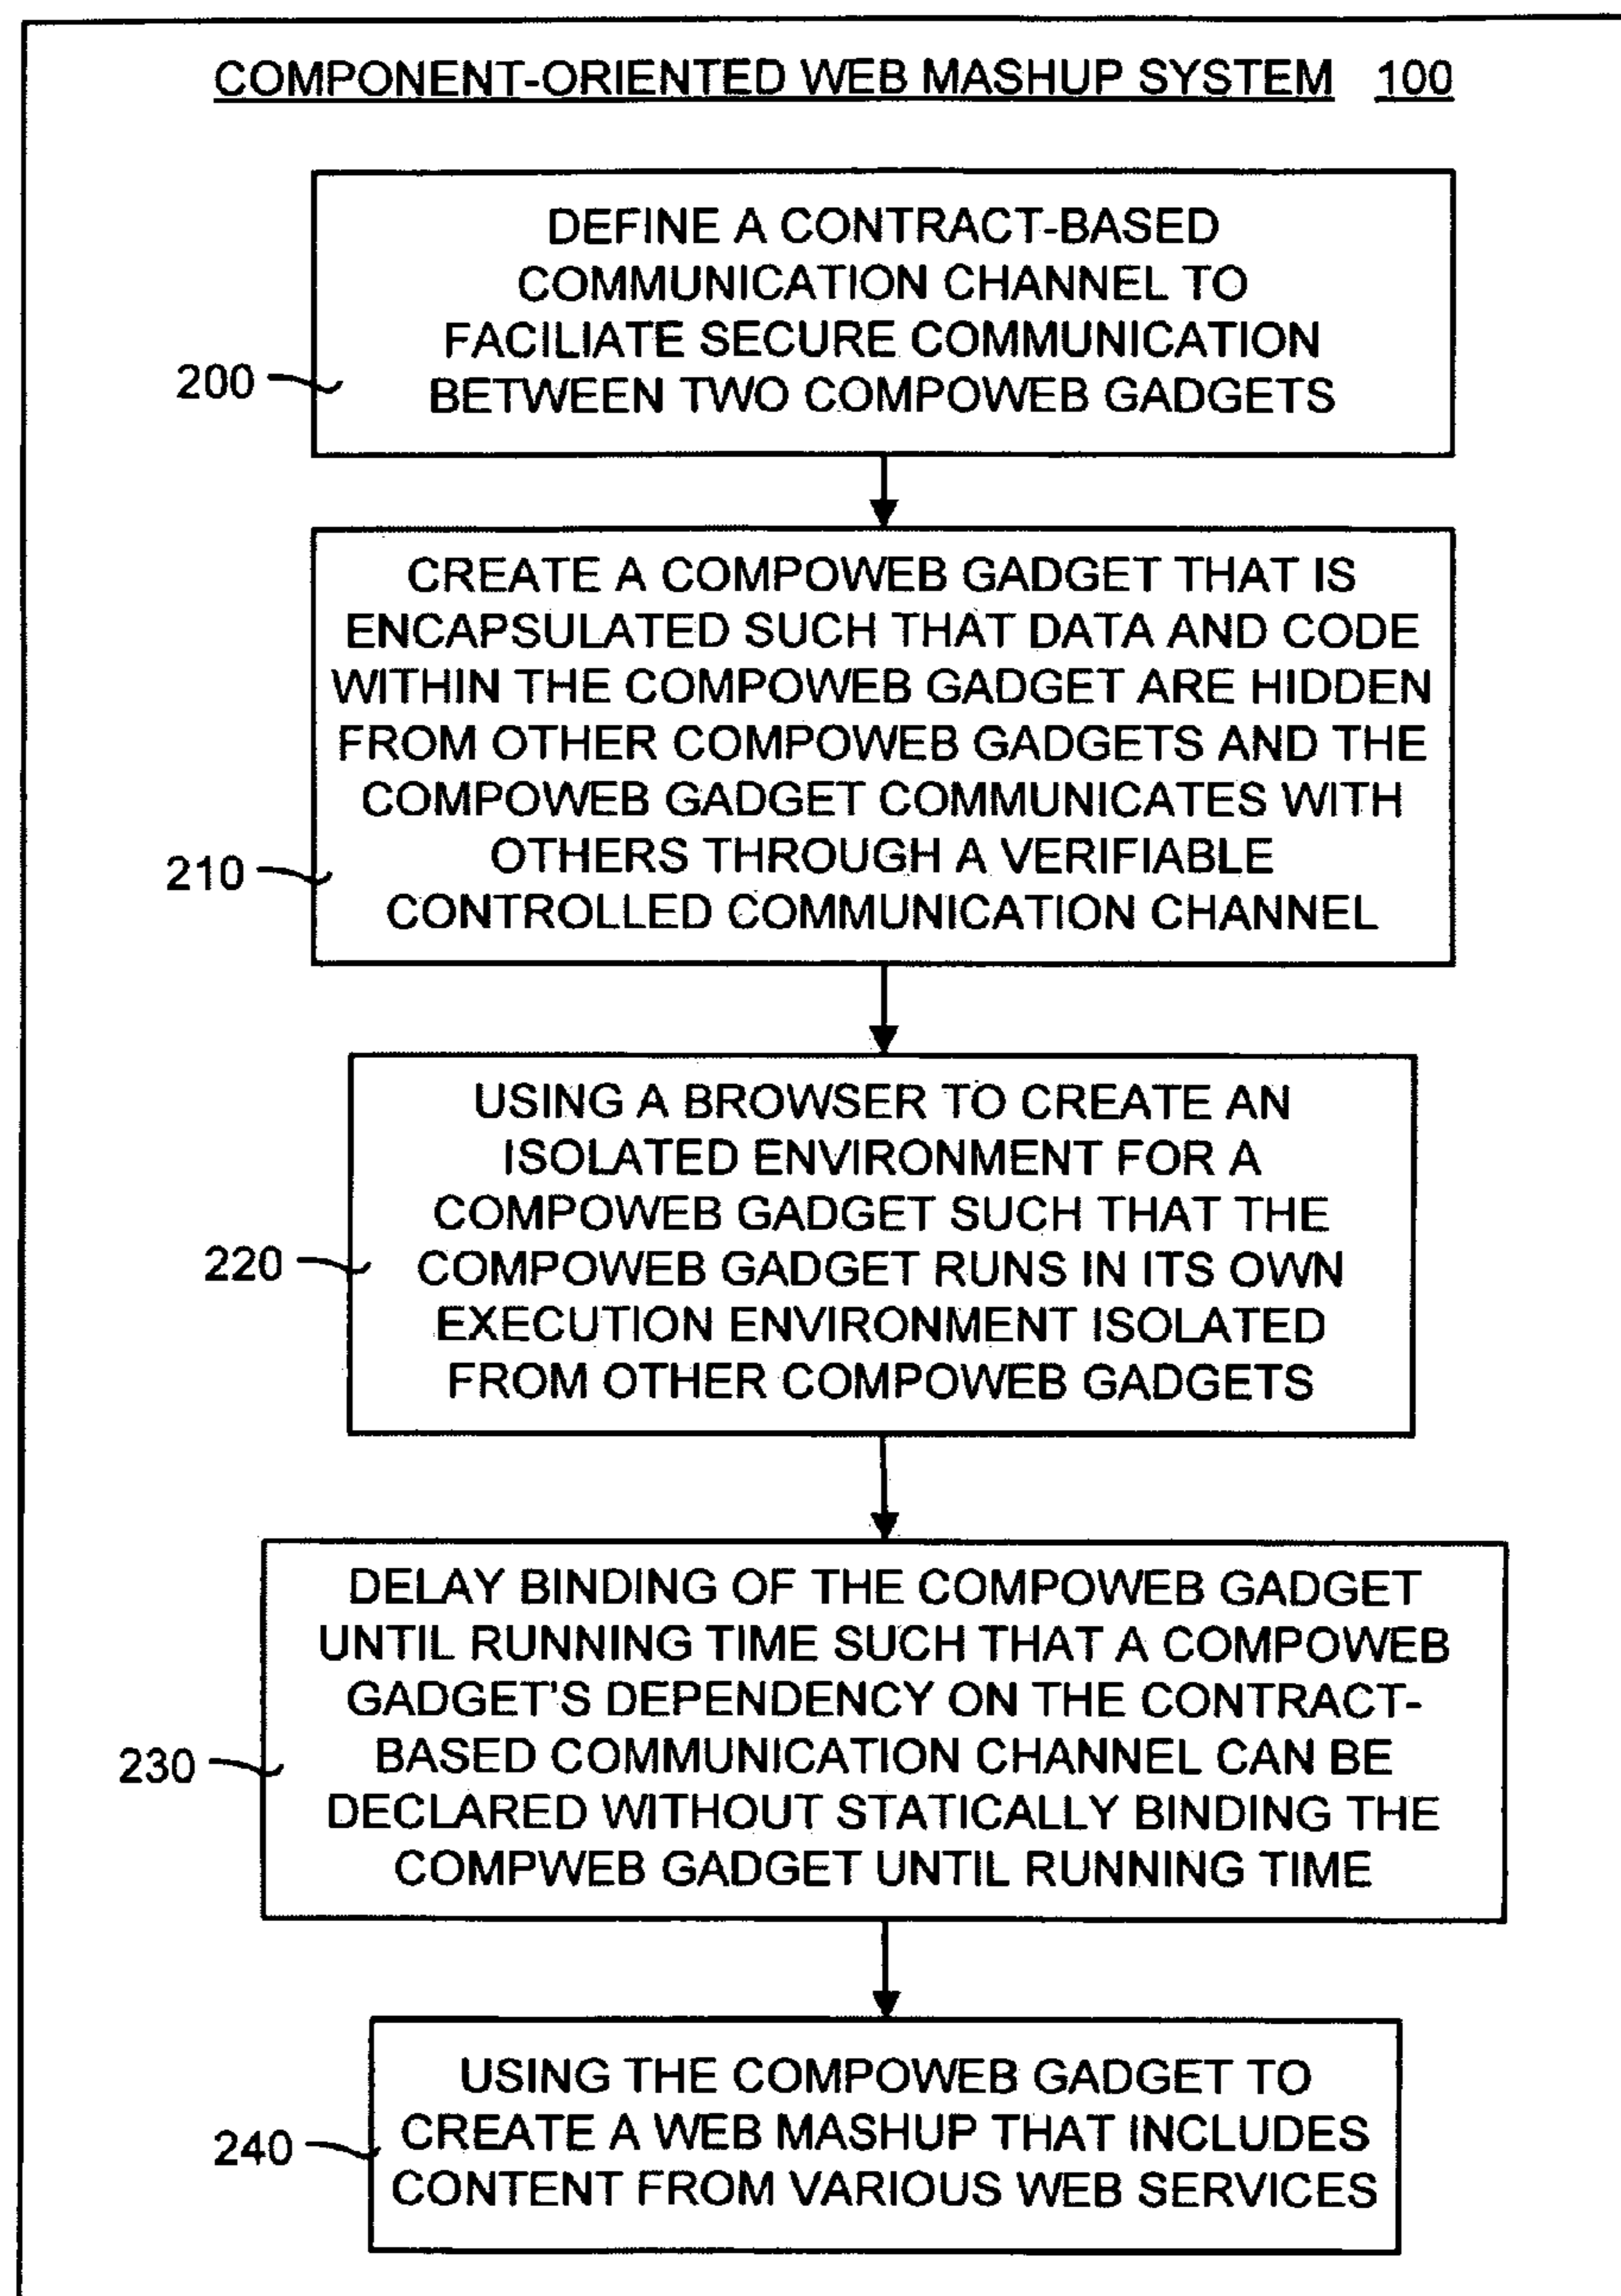 COMPONENT-ORIENTED WEB MASHUP SYSTEM 100
DEFINE A CONTRACT-BASED
COMMUNICATION CHANNEL TO
FACILIATE SECURE COMMUNICATION
BETWEEN TWO COMPOWEB GADGETS
200
CREATE A COMPOWEB GADGET THAT IS
ENCAPSULATED SUCH THAT DATA AND CODE
WITHIN THE COMPOWEB GADGET ARE HIDDEN
FROM OTHER COMPOWEB GADGETS AND THE
COMPOWEB GADGET COMMUNICATES WITH
OTHERS THROUGH A VERIFIABLE
CONTROLLED COMMUNICATION CHANNEL
210
USING A BROWSER TO CREATE AN
ISOLATED ENVIRONMENT FOR A
COMPOWEB GADGET SUCH THAT THE
COMPOWEB GADGET RUNS IN ITS OWN
EXECUTION ENVIRONMENT ISOLATED
FROM OTHER COMPOWEB GADGETS
220
DELAY BINDING OF THE COMPOWEB GADGET
UNTIL RUNNING TIME SUCH THAT A COMPOWEB
GADGET'S DEPENDENCY ON THE CONTRACT-
BASED COMMUNICATION CHANNEL CAN BE
DECLARED WITHOUT STATICALLY BINDING THE
COMPWEB GADGET UNTIL RUNNING TIME
230
USING THE COMPOWEB GADGET TO
CREATE A WEB MASHUP THAT INCLUDES
CONTENT FROM VARIOUS WEB SERVICES
240